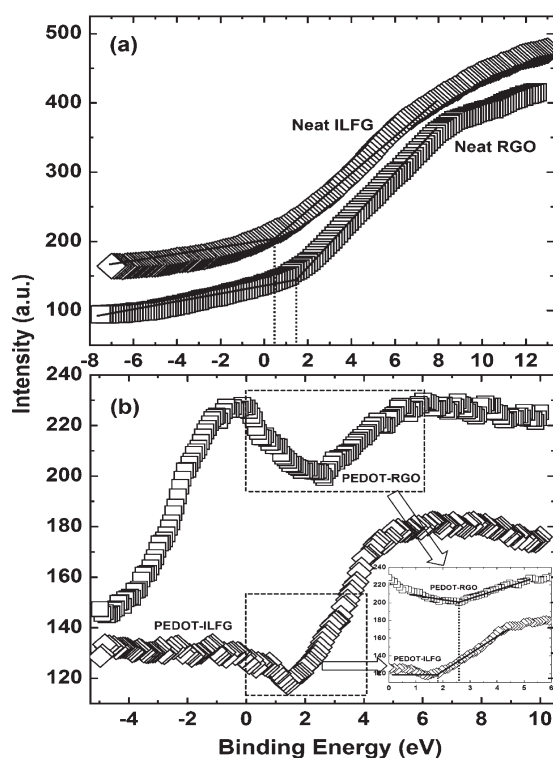 (a)
500
400
300
200
100
Neat ILFG
Neat RGO
-8 -6 -4 -2 0 2 4 6 8 10 12
Intensity (a.u.)
(b)
240
220
200
180
160
140
120
PEDOT-RGO
PEDOT-ILFG
240
220
200
180
160
140
120
PEDOT-RGO
PEDOT-ILFG
0 1 2 3 4 5 6
-4 -2 0 2 4 6 8 10
Binding Energy (eV)